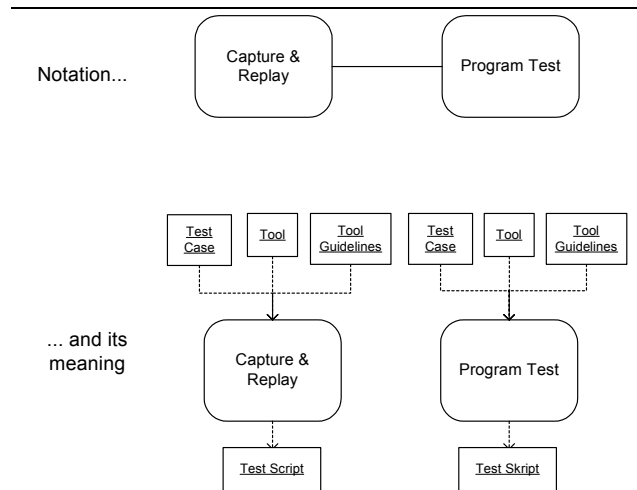 Notation...
Capture &
Replay
Program Test
Test
Case
Tool
Tool
Guidelines
Test
Case
Tool
Tool
Guidelines
... and its
meaning
Capture &
Replay
Program Test
Test Script
Test Skript